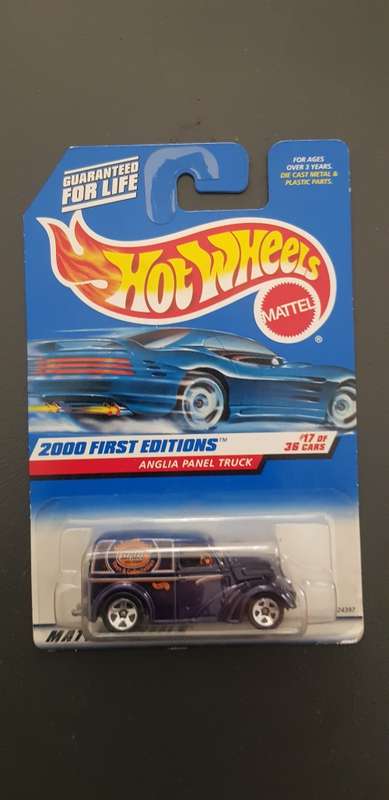 GUARANTEED
FOR LIFE
FOR AGES
OVER 3 YEARS.
DIE CAST METAL &
PLASTIC PARTS.
HOT WHEELS
MATTEL
®
2000 FIRST EDITIONS™
#17 OF
36 CARS
ANGLIA PANEL TRUCK
24397